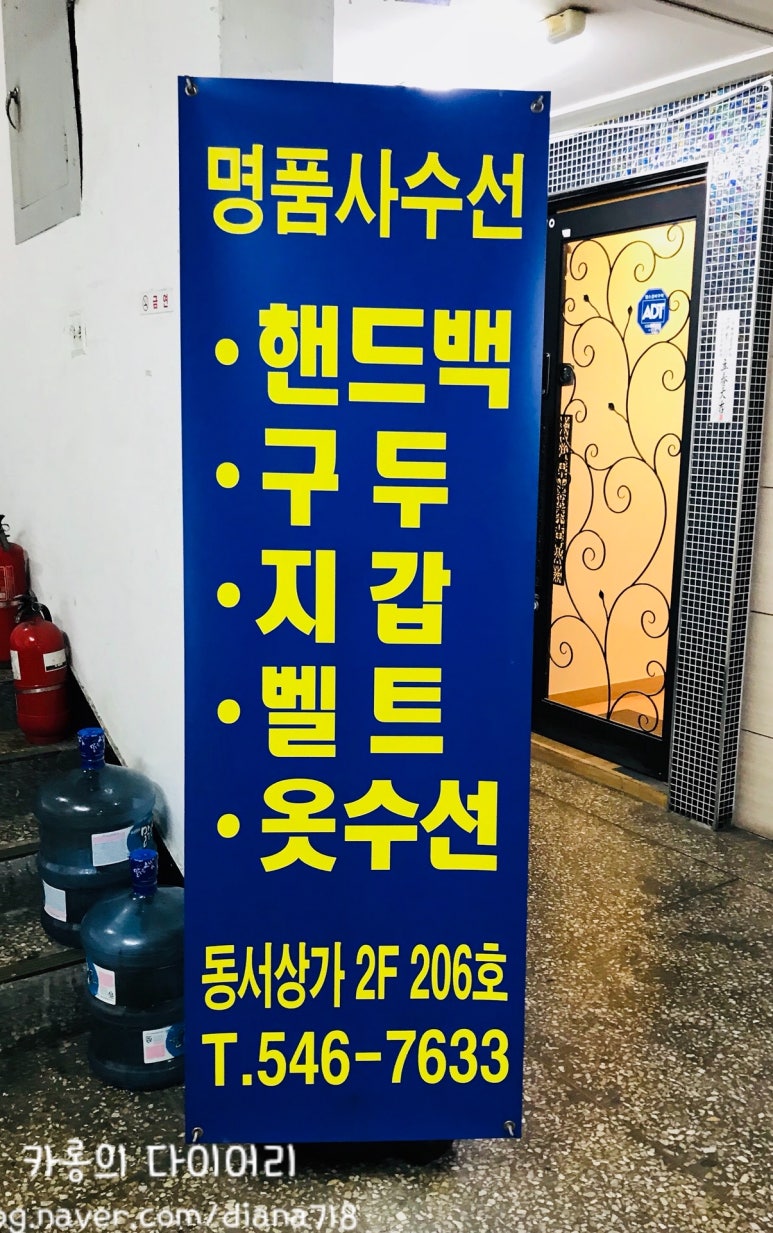 명품사수선
• 핸드백
• 구두
• 지갑
• 벨트
• 옷수선
동서상가 2F 206호
T.546-7633
ADT
카롱의 다이어리
og.naver.com/diana718